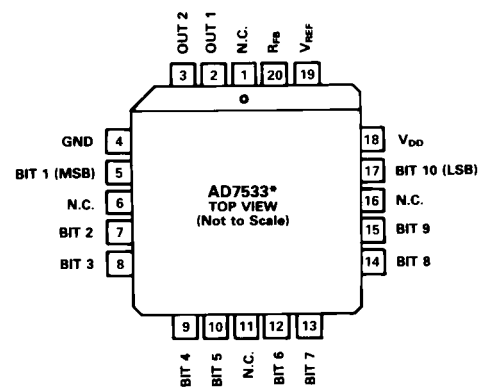 OUT 2
OUT 1
N.C.
RFB
VREF
3
2
1
20
19
GND
4
BIT 1 (MSB)
5
N.C.
6
BIT 2
7
BIT 3
8
AD7533*
TOP VIEW
(Not to Scale)
18
VDD
17
BIT 10 (LSB)
16
N.C.
15
BIT 9
14
BIT 8
9
10
11
12
13
BIT 4
BIT 5
N.C.
BIT 6
BIT 7